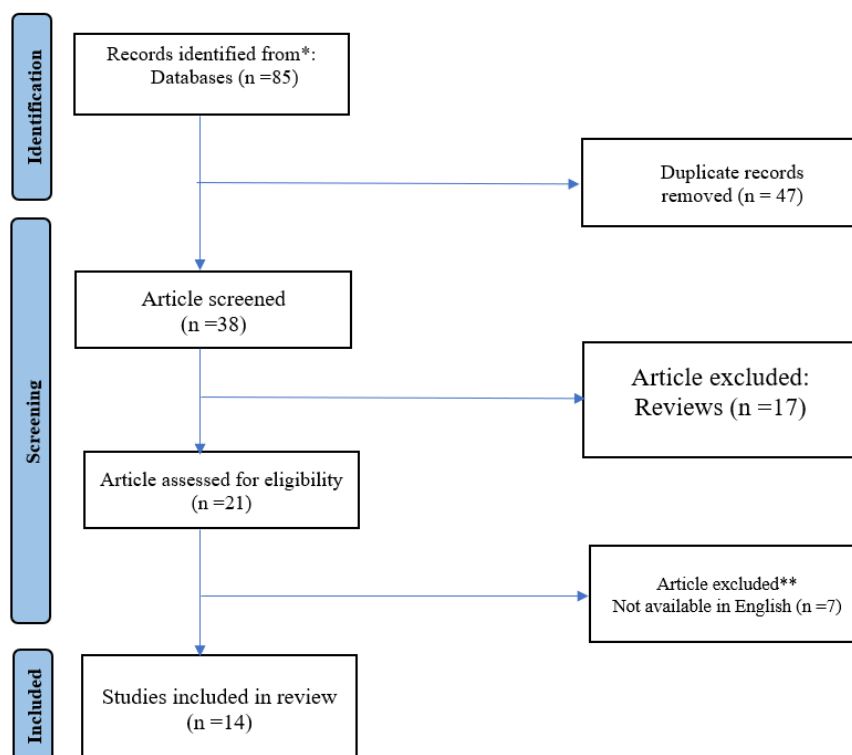 Identification
Records identified from*:
Databases (n =85)
Duplicate records
removed (n = 47)
Screening
Article screened
(n =38)
Article excluded:
Reviews (n =17)
Article assessed for eligibility
(n =21)
Article excluded**
Not available in English (n =7)
Included
Studies included in review
(n =14)